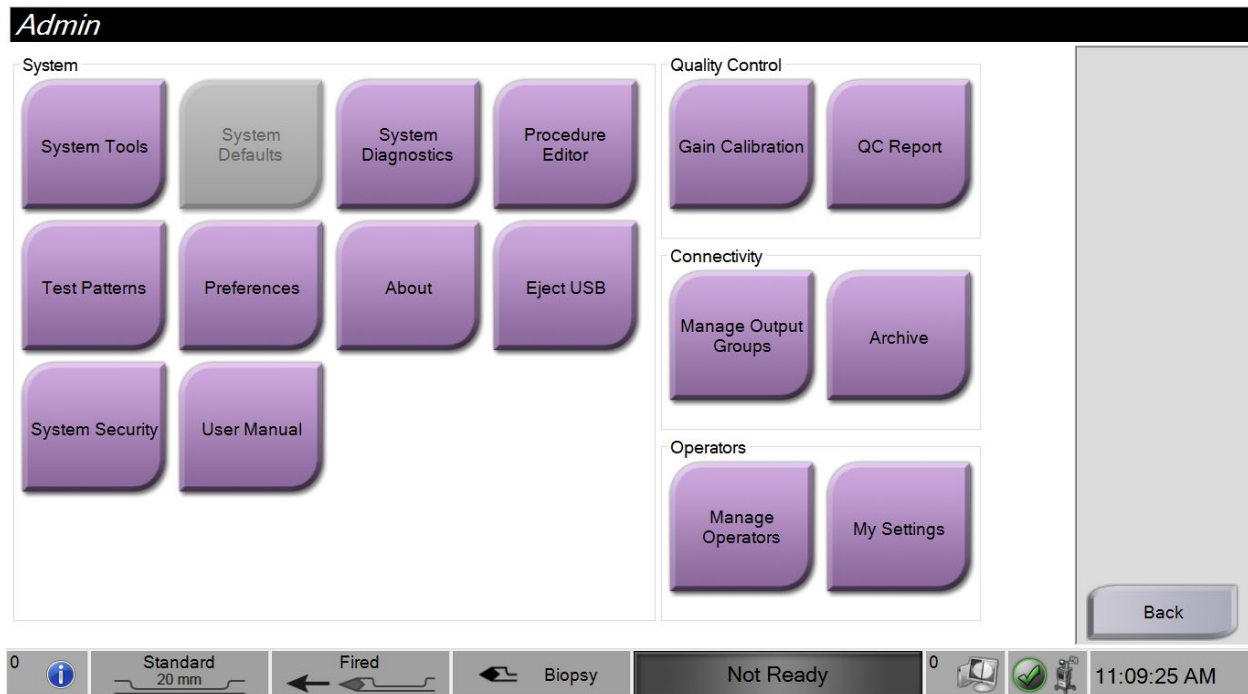 Admin
System
System Tools
System
Defaults
System
Diagnostics
Procedure
Editor
Test Patterns
Preferences
About
Eject USB
System Security
User Manual
Quality Control
Gain Calibration
QC Report
Connectivity
Manage Output
Groups
Archive
Operators
Manage
Operators
My Settings
Back
0
i
Standard
20 mm
Fired
Biopsy
Not Ready
0
11:09:25 AM